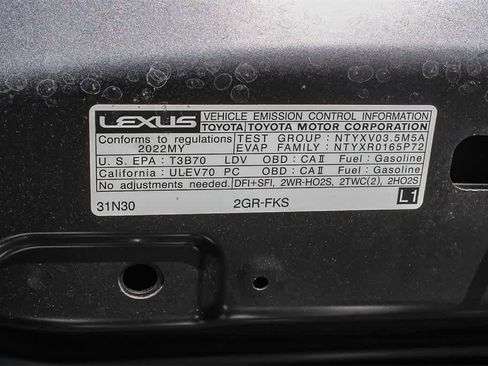 LEXUS VEHICLE EMISSION CONTROL INFORMATION
TOYOTA TOYOTA MOTOR CORPORATION
Conforms to regulations TEST GROUP : NTYXV03.5M5A
2022MY EVAP FAMILY : NTYXR0165P72
U. S. EPA : T3B70 LDV OBD : CAⅡ Fuel : Gasoline
California : ULEV70 PC OBD : CAⅡ Fuel : Gasoline
No adjustments needed. DFI+SFI, 2WR-HO2S, 2TWC(2), 2HO2S
31N30 2GR-FKS L1